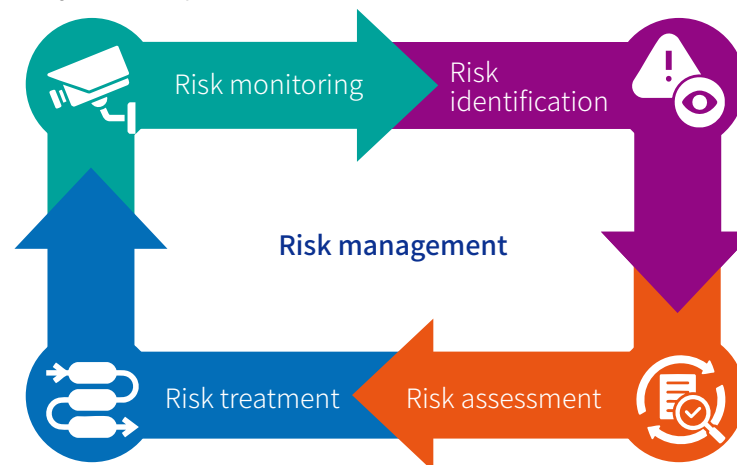 Risk monitoring
Risk
identification
Risk management
Risk treatment
Risk assessment